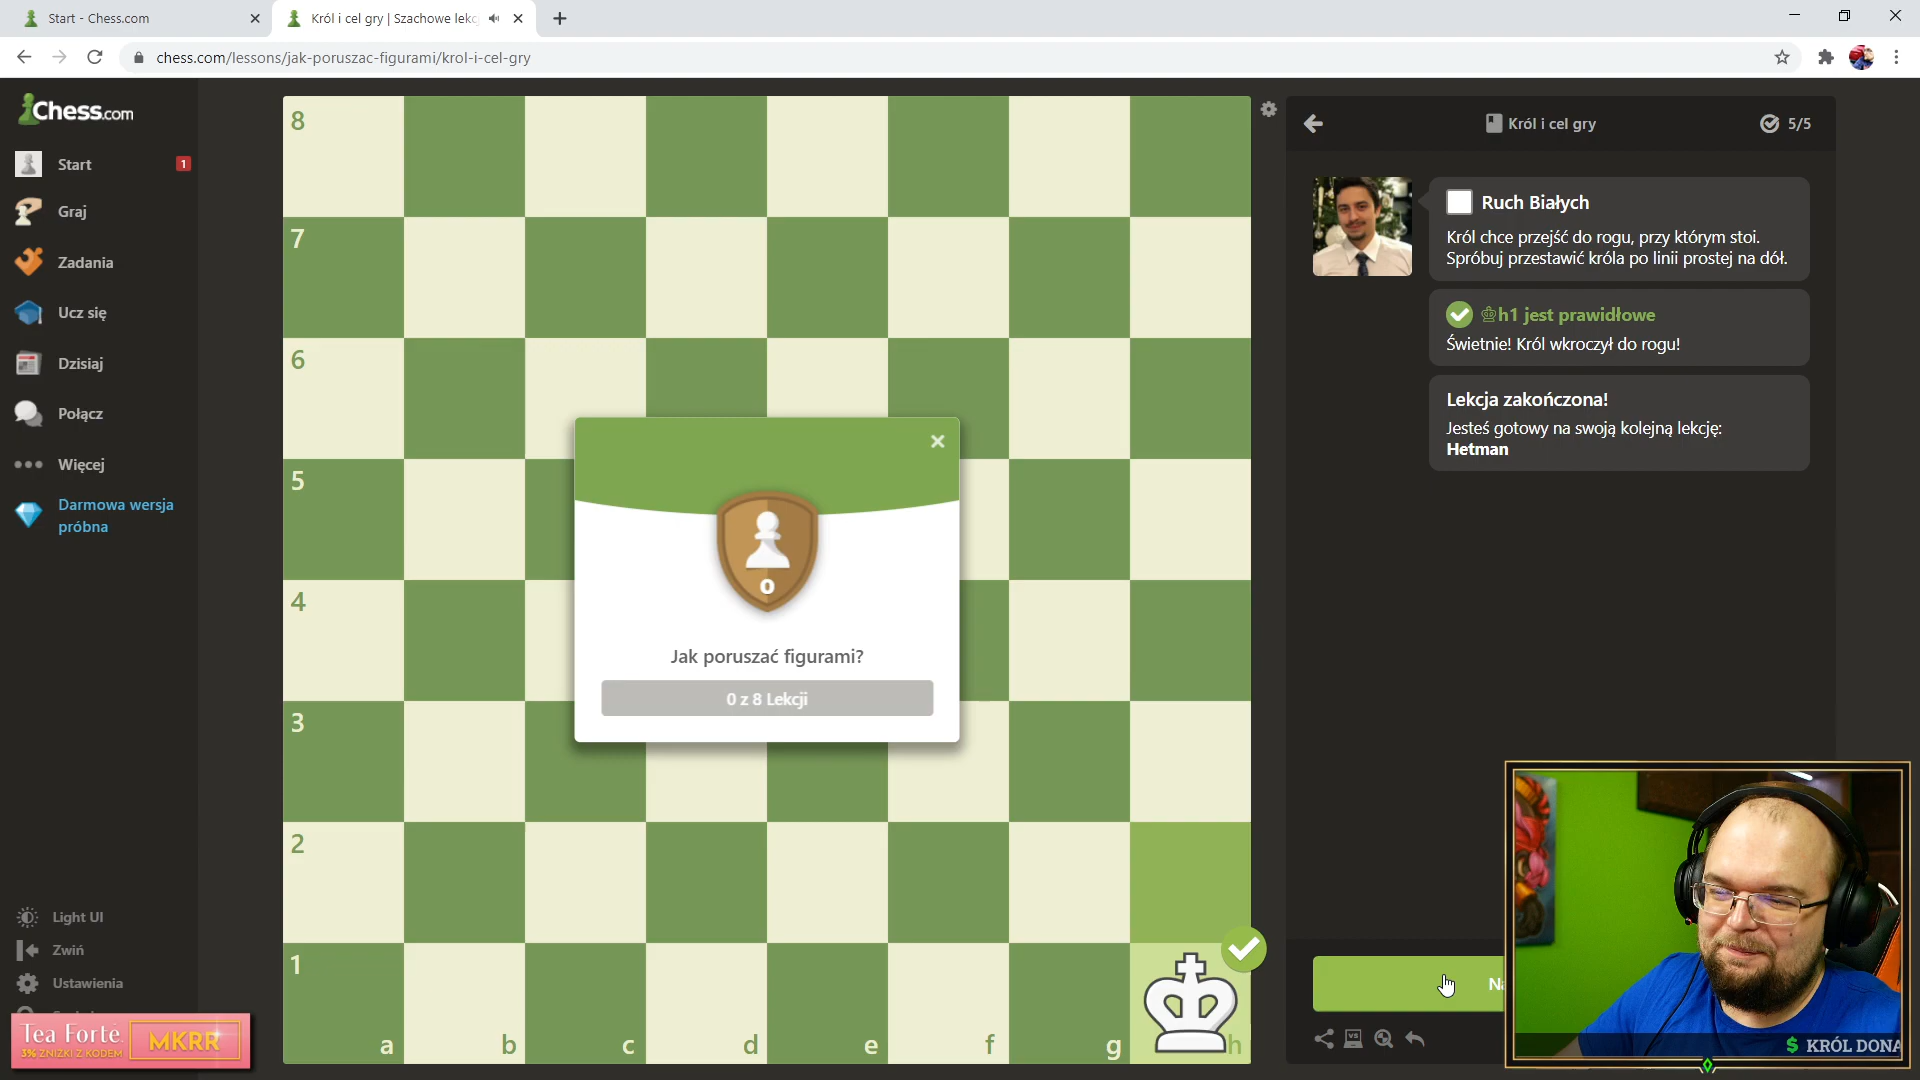 Start - Chess.com
Król i cel gry | Szachowe lekc
chess.com/lessons/jak-poruszac-figurami/krol-i-cel-gry
Chess.com
Start
1
Graj
Zadania
Ucz się
Dzisiaj
Połącz
Więcej
Darmowa wersja
próbna
Light UI
Zwiń
Ustawienia
Tea Forte
3% ZNIŻKI Z KODEM
MKRR
8
7
6
5
4
3
2
1
a
b
c
d
e
f
g
h
0
Jak poruszać figurami?
0 z 8 Lekcji
Król i cel gry
5/5
Ruch Białych
Król chce przejść do rogu, przy którym stoi.
Spróbuj przestawić króla po linii prostej na dół.
♔h1 jest prawidłowe
Świetnie! Król wkroczył do rogu!
Lekcja zakończona!
Jesteś gotowy na swoją kolejną lekcję:
Hetman
$ KRÓL DONA